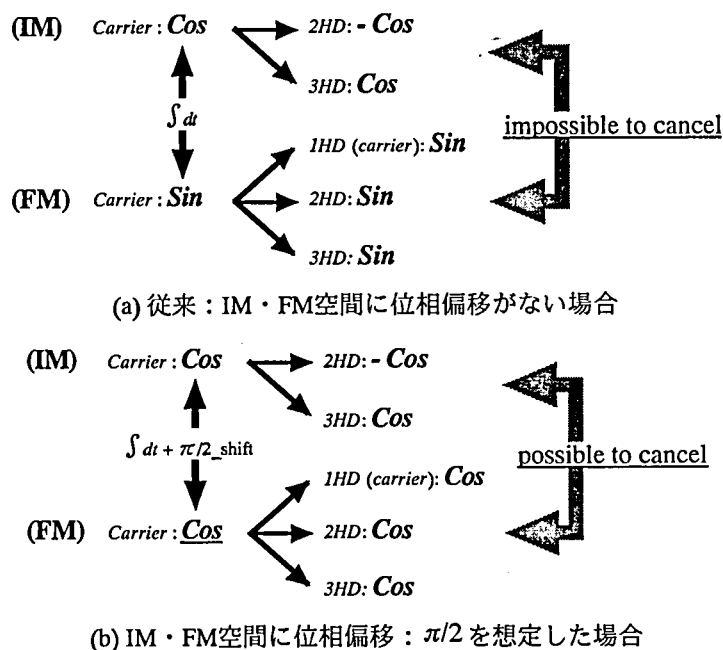 (IM) Carrier : Cos 2HD: - Cos
3HD: Cos
∫ dt
impossible to cancel
1HD (carrier): Sin
(FM) Carrier : Sin 2HD: Sin
3HD: Sin
(a) 従来：IM・FM空間に位相偏移がない場合
(IM) Carrier : Cos 2HD: - Cos
3HD: Cos
∫ dt + π/2_shift
possible to cancel
1HD (carrier): Cos
(FM) Carrier : Cos 2HD: Cos
3HD: Cos
(b) IM・FM空間に位相偏移：π/2 を想定した場合